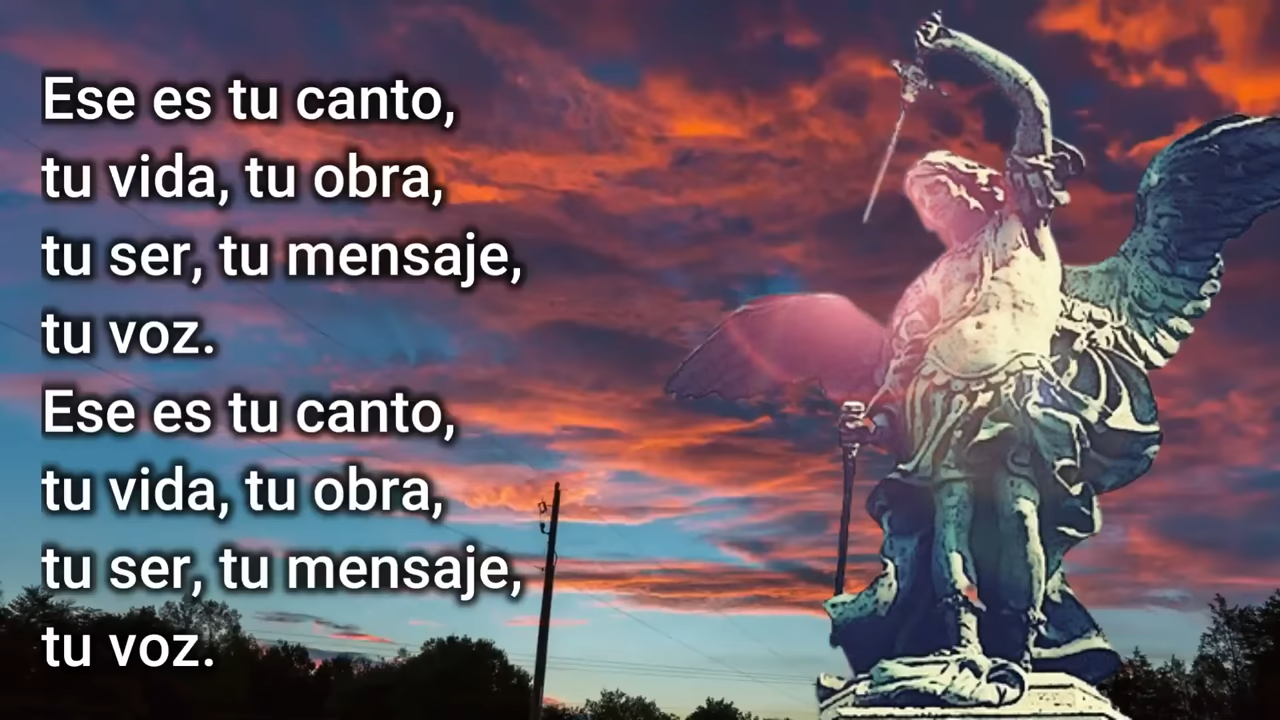 Ese es tu canto,
tu vida, tu obra,
tu ser, tu mensaje,
tu voz.
Ese es tu canto,
tu vida, tu obra,
tu ser, tu mensaje,
tu voz.